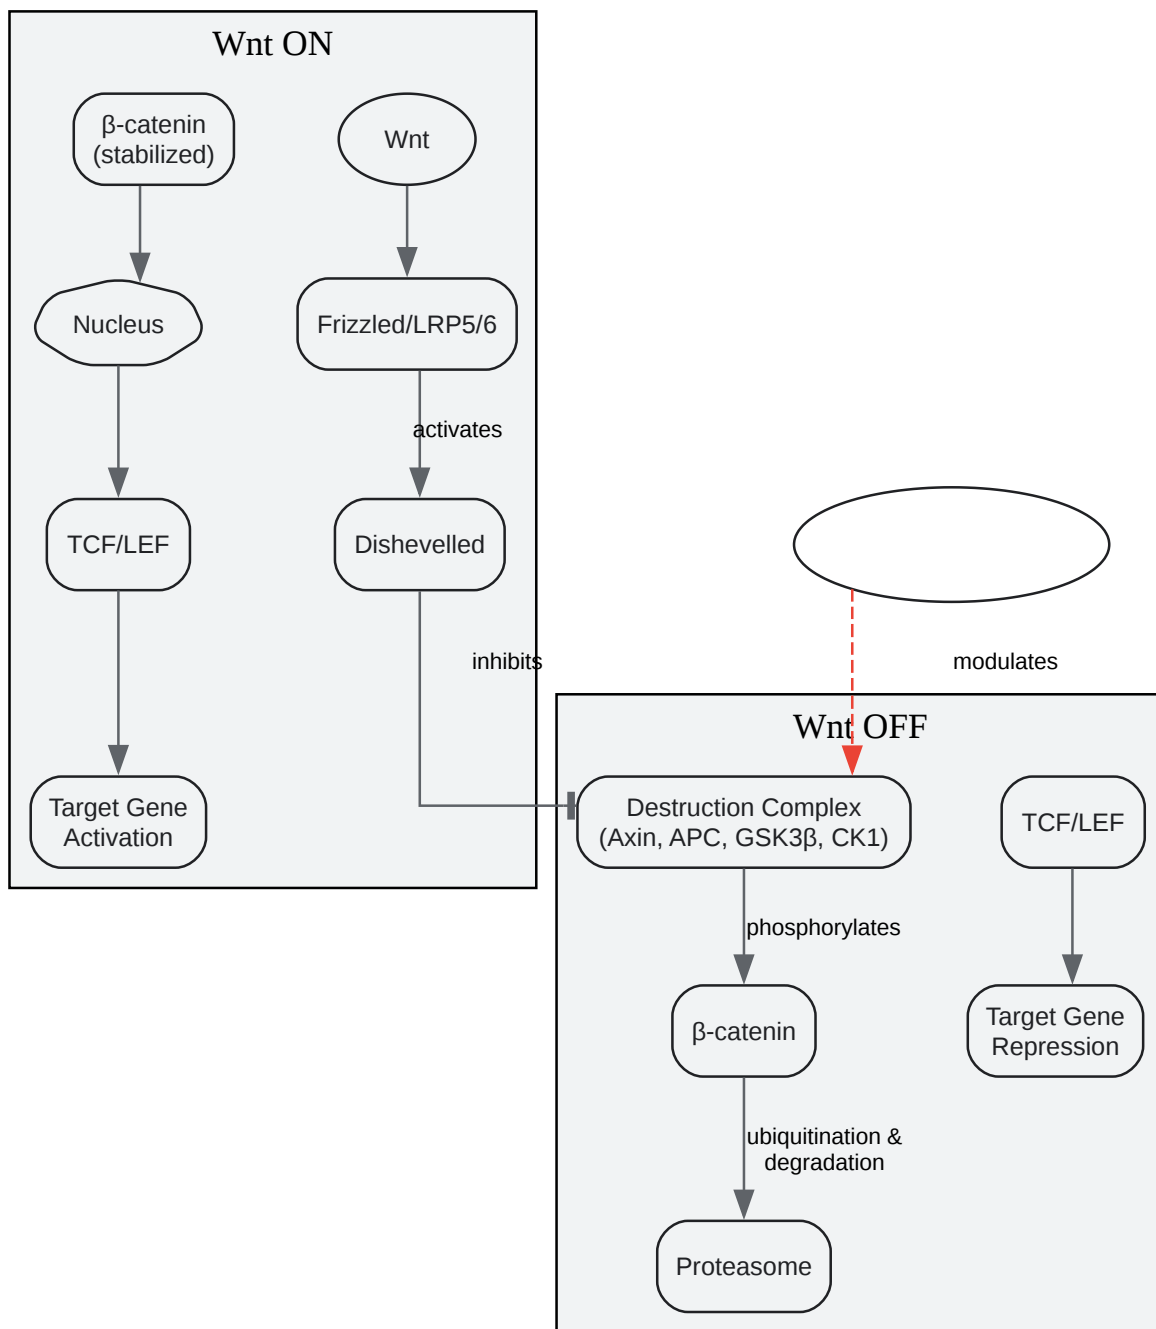 Wnt ON
β-catenin
(stabilized)
Wnt
Nucleus
Frizzled/LRP5/6
activates
TCF/LEF
Dishevelled
inhibits
modulates
Target Gene
Activation
Wnt OFF
Destruction Complex
(Axin, APC, GSK3β, CK1)
TCF/LEF
phosphorylates
β-catenin
Target Gene
Repression
ubiquitination &
degradation
Proteasome